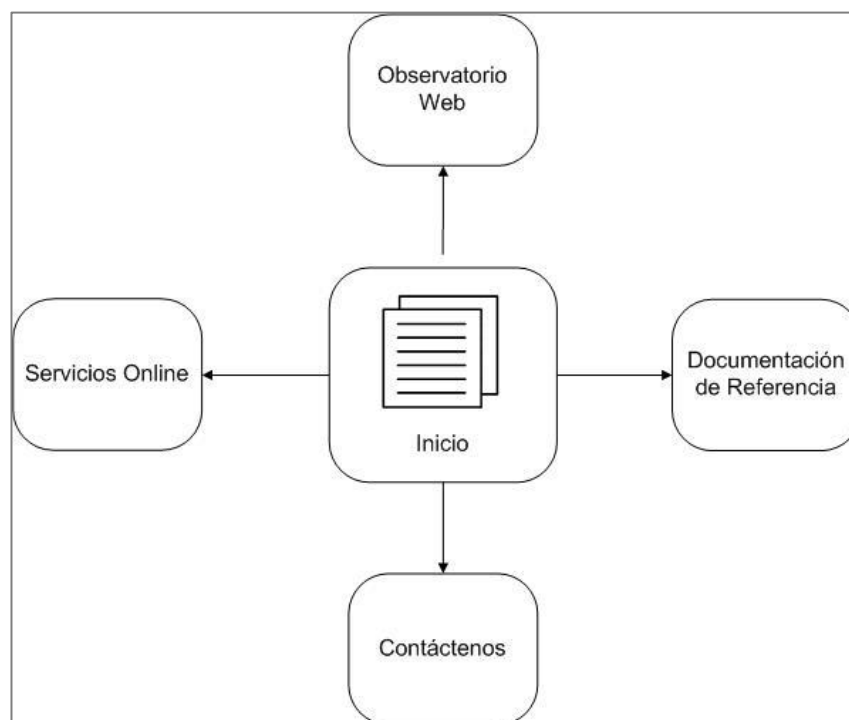 Observatorio
Web
Servicios Online
Documentación
de Referencia
Inicio
Contáctenos